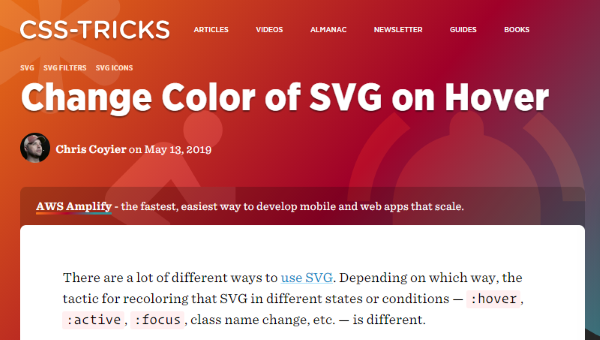 CSS-TRICKS ARTICLES VIDEOS ALMANAC NEWSLETTER GUIDES BOOKS
SVG SVG FILTERS SVG ICONS
Change Color of SVG on Hover
Chris Coyier on May 13, 2019
AWS Amplify - the fastest, easiest way to develop mobile and web apps that scale.
There are a lot of different ways to use SVG. Depending on which way, the
tactic for recoloring that SVG in different states or conditions — :hover,
:active, :focus, class name change, etc. — is different.